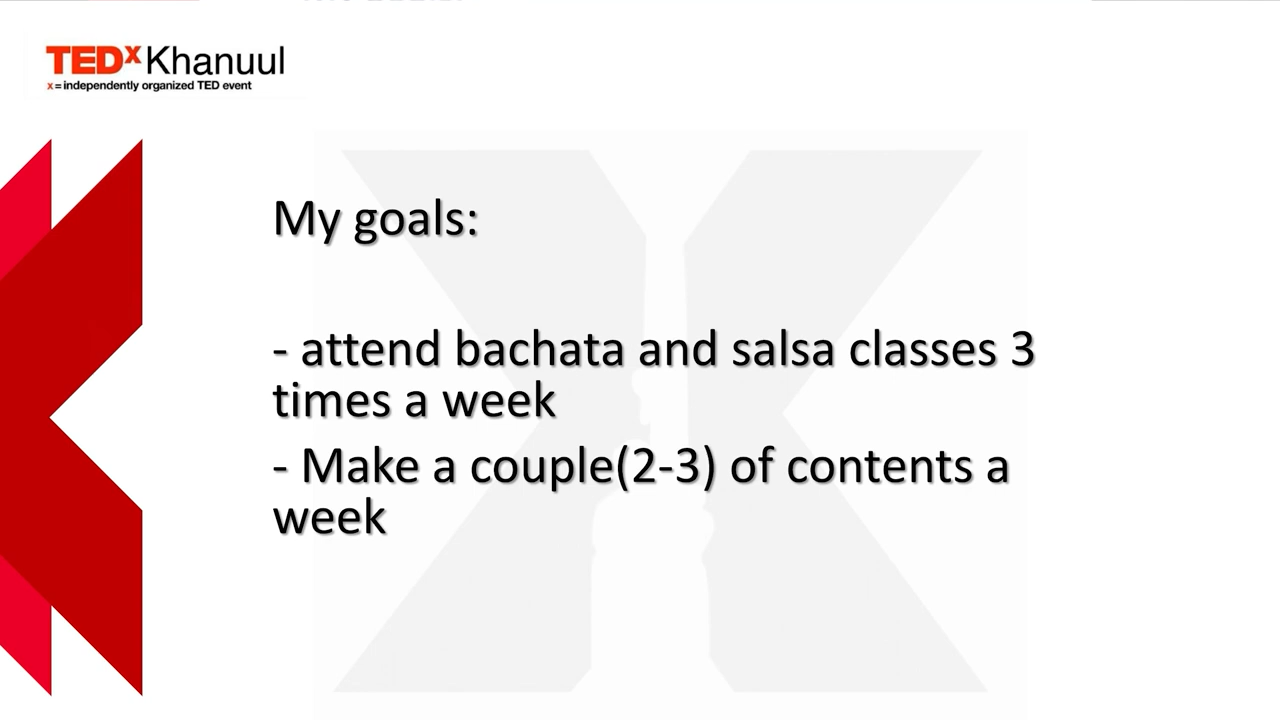 TEDxKhanuul
x = independently organized TED event
My goals:
- attend bachata and salsa classes 3
times a week
- Make a couple(2-3) of contents a
week